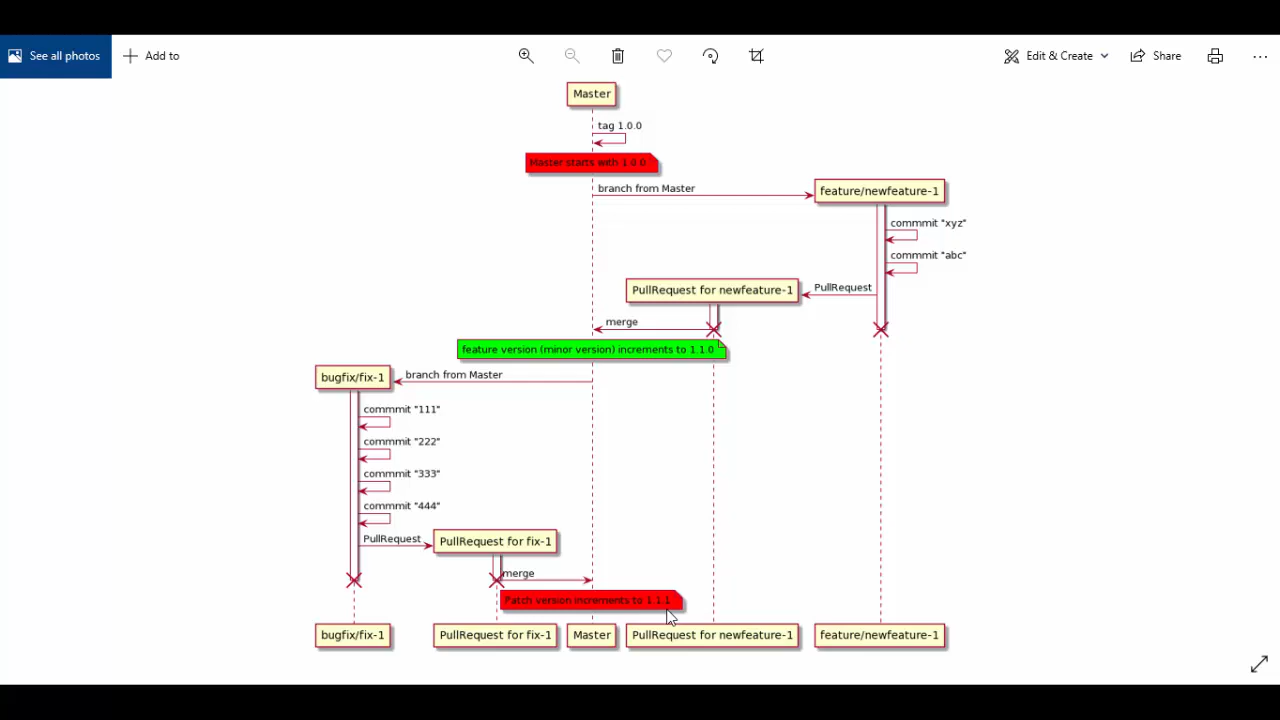 See all photos
Add to
Edit & Create
Share
Master
tag 1.0.0
Master starts with 1.0.0
branch from Master
feature/newfeature-1
commmit "xyz"
commmit "abc"
PullRequest for newfeature-1
PullRequest
merge
feature version (minor version) increments to 1.1.0
bugfix/fix-1
branch from Master
commmit "111"
commmit "222"
commmit "333"
commmit "444"
PullRequest
PullRequest for fix-1
merge
Patch version increments to 1.1.1
bugfix/fix-1
PullRequest for fix-1
Master
PullRequest for newfeature-1
feature/newfeature-1